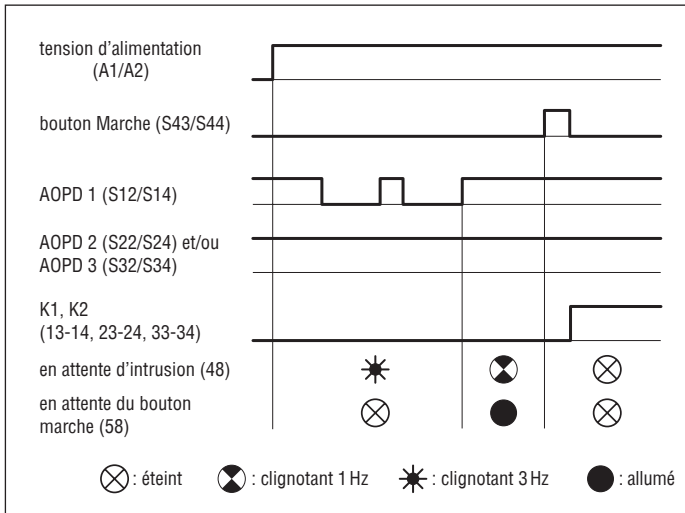 tension d’alimentation
(A1/A2)
bouton Marche (S43/S44)
AOPD 1 (S12/S14)
AOPD 2 (S22/S24) et/ou
AOPD 3 (S32/S34)
K1, K2
(13-14, 23-24, 33-34)
en attente d’intrusion (48)
en attente du bouton
marche (58)
: éteint : clignotant 1 Hz : clignotant 3 Hz : allumé